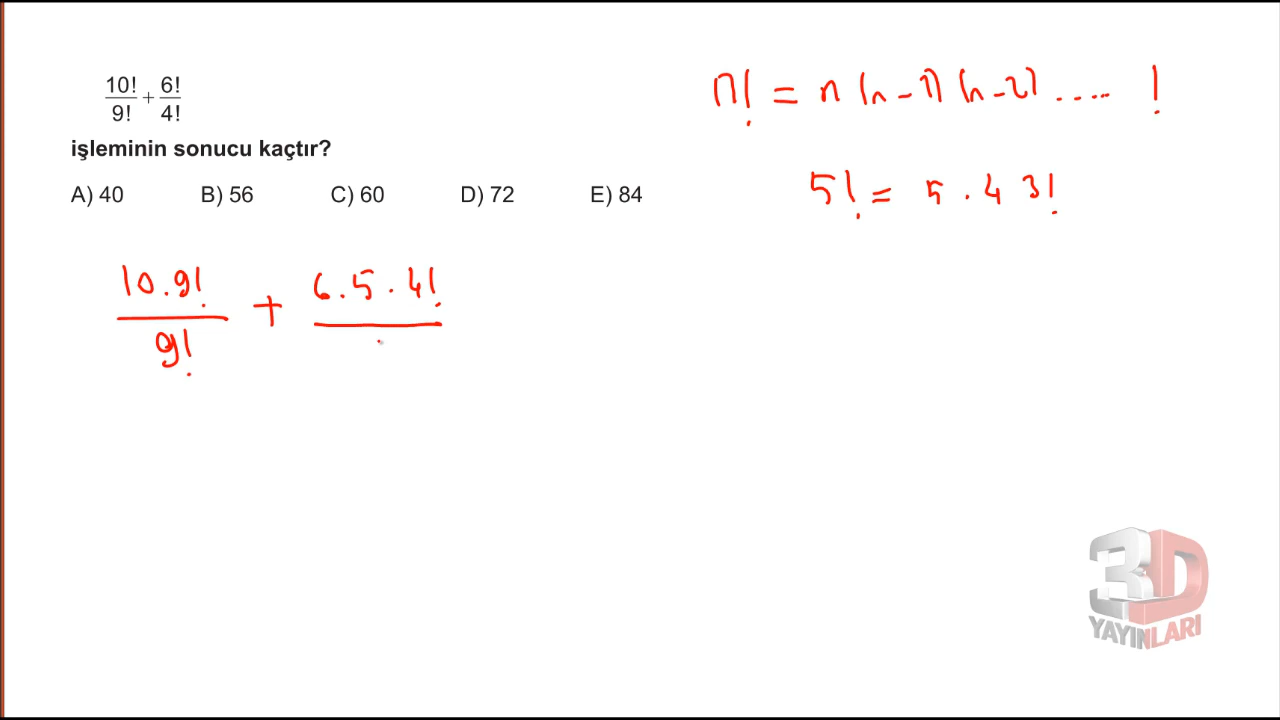 10!/9! + 6!/4!
işleminin sonucu kaçtır?
A) 40 B) 56 C) 60 D) 72 E) 84
n! = n (n-1) (n-2) ..... !
5! = 5 . 4 3!
10.9!/9! + 6.5.4!/
3D
YAYINLARI